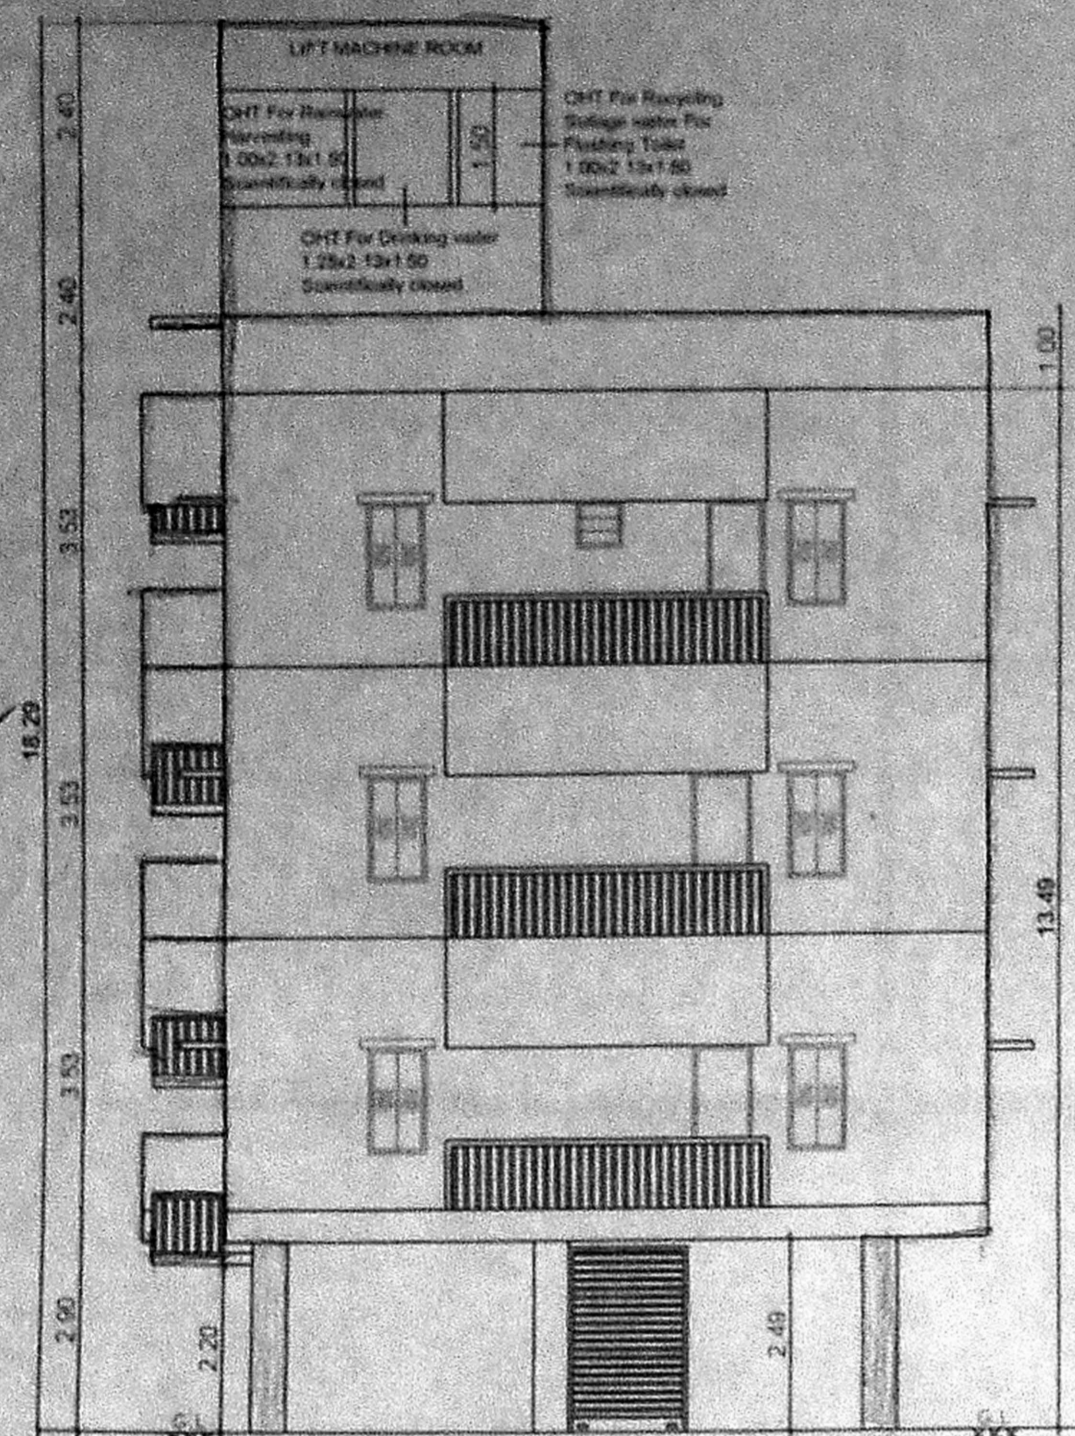 LIFT MACHINE ROOM
OHT For Rainwater
Harvesting
1.00x2.13x1.50
Scientifically closed
1.50
OHT For Recycling
Sullage water For
Flushing Toilet
1.00x2.13x1.50
Scientifically closed
OHT For Drinking water
1.25x2.13x1.50
Scientifically closed
2.40
2.40
3.53
3.53
3.53
2.90
18.29
1.00
13.49
2.20
2.49
G.L
G.L